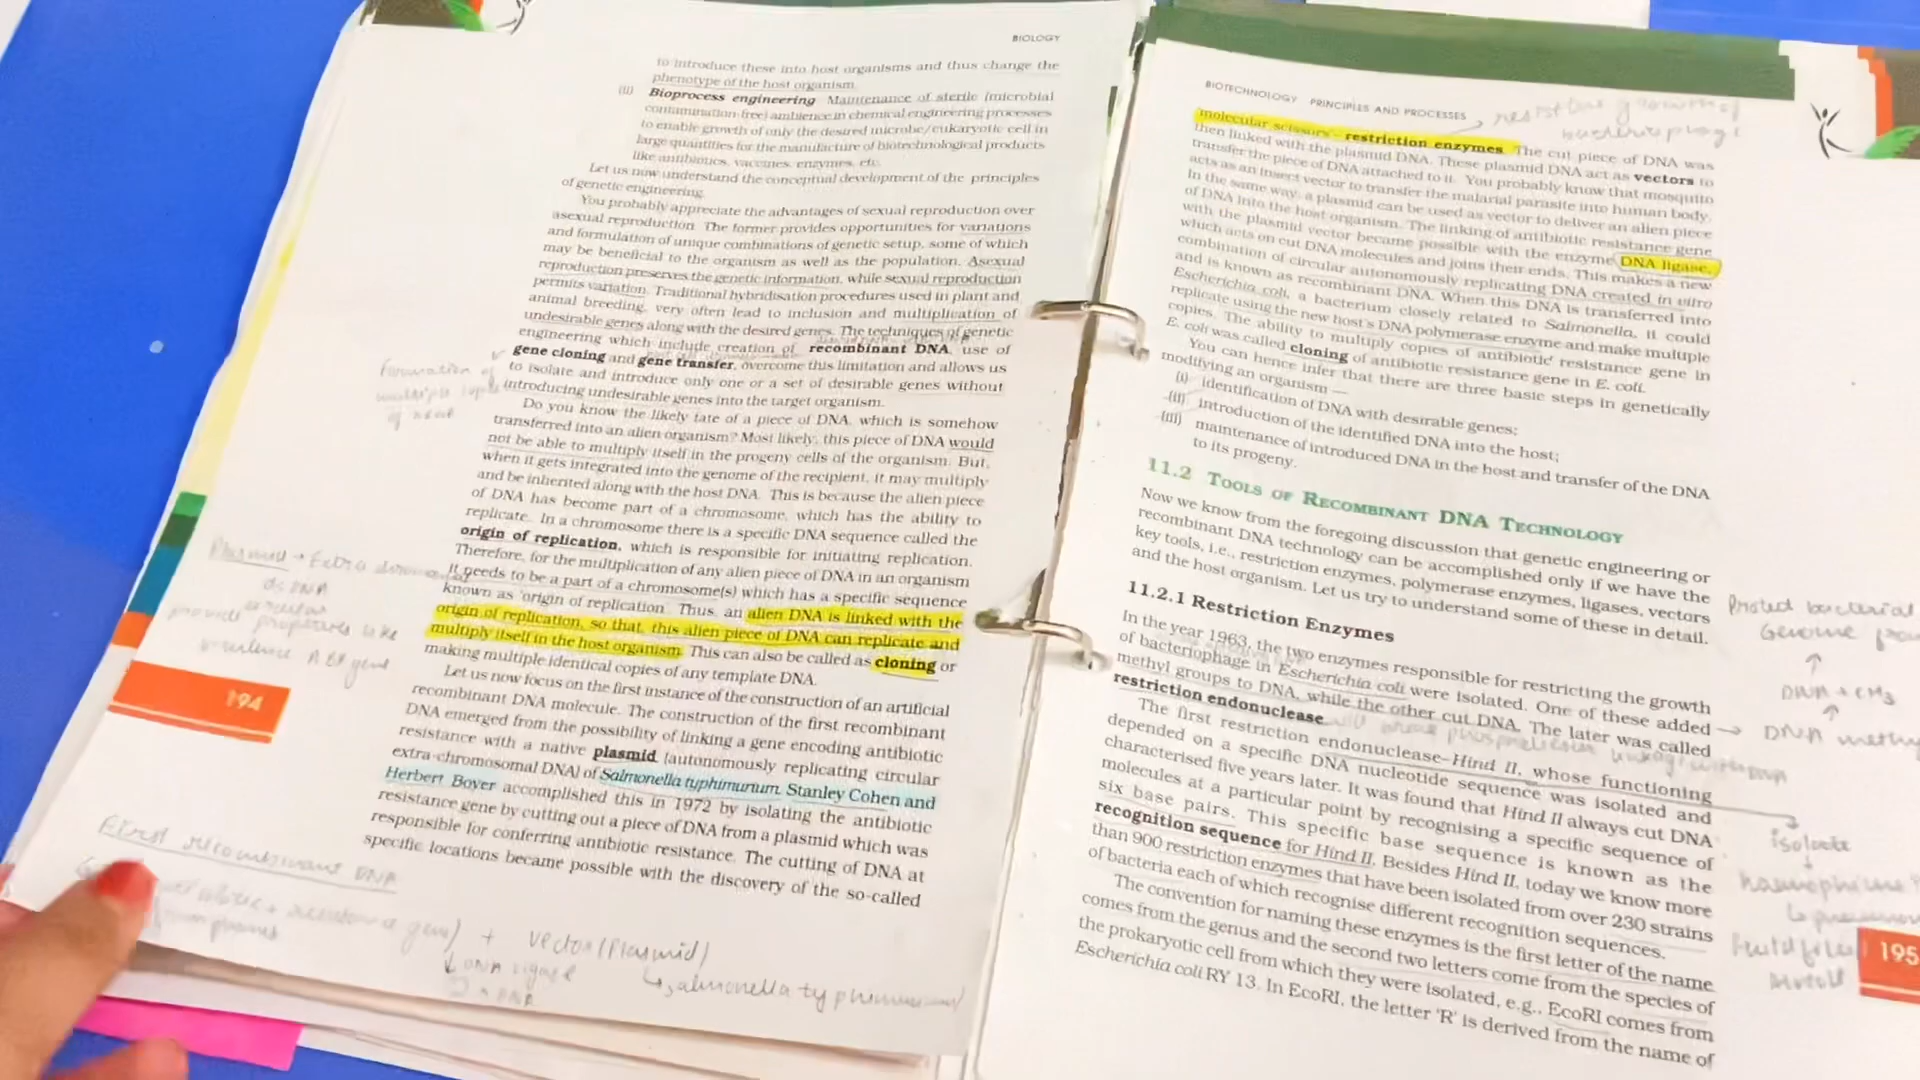 BIOLOGY
to introduce these into host organisms and thus change the
phenotype of the host organism.
(ii) Bioprocess engineering Maintenance of sterile (microbial
contamination-free) ambience in chemical engineering processes
to enable growth of only the desired microbe/eukaryotic cell in
large quantities for the manufacture of biotechnological products
like antibiotics, vaccines, enzymes, etc.
Let us now understand the conceptual development of the principles
of genetic engineering.
You probably appreciate the advantages of sexual reproduction over
asexual reproduction. The former provides opportunities for variations
and formulation of unique combinations of genetic setup, some of which
may be beneficial to the organism as well as the population. Asexual
reproduction preserves the genetic information, while sexual reproduction
permits variation. Traditional hybridisation procedures used in plant and
animal breeding, very often lead to inclusion and multiplication of
undesirable genes along with the desired genes. The techniques of genetic
engineering which include creation of recombinant DNA, use of
gene cloning and gene transfer, overcome this limitation and allows us
to isolate and introduce only one or a set of desirable genes without
introducing undesirable genes into the target organism.
Formation of
multiple copies
of
Do you know the likely fate of a piece of DNA, which is somehow
transferred into an alien organism? Most likely, this piece of DNA would
not be able to multiply itself in the progeny cells of the organism. But,
when it gets integrated into the genome of the recipient, it may multiply
and be inherited along with the host DNA. This is because the alien piece
of DNA has become part of a chromosome, which has the ability to
replicate. In a chromosome there is a specific DNA sequence called the
origin of replication, which is responsible for initiating replication.
Therefore, for the multiplication of any alien piece of DNA in an organism
it needs to be a part of a chromosome(s) which has a specific sequence
known as 'origin of replication'. Thus, an alien DNA is linked with the
origin of replication, so that, this alien piece of DNA can replicate and
multiply itself in the host organism. This can also be called as cloning or
making multiple identical copies of any template DNA.
Plasmid → Extra
ds DNA
circular
provides properties like
virulence
Let us now focus on the first instance of the construction of an artificial
recombinant DNA molecule. The construction of the first recombinant
DNA emerged from the possibility of linking a gene encoding antibiotic
resistance with a native plasmid (autonomously replicating circular
extra-chromosomal DNA) of Salmonella typhimurium. Stanley Cohen and
Herbert Boyer accomplished this in 1972 by isolating the antibiotic
resistance gene by cutting out a piece of DNA from a plasmid which was
responsible for conferring antibiotic resistance. The cutting of DNA at
specific locations became possible with the discovery of the so-called
194
First recombinant DNA
gene) + vector(plasmid)
↓ DNA ligase
↳ salmonella typhimurium
BIOTECHNOLOGY PRINCIPLES AND PROCESSES
growth of
molecular scissors'– restriction enzymes. The cut piece of DNA was
then linked with the plasmid DNA. These plasmid DNA act as vectors to
transfer the piece of DNA attached to it. You probably know that mosquito
acts as an insect vector to transfer the malarial parasite into human body.
In the same way, a plasmid can be used as vector to deliver an alien piece
of DNA into the host organism. The linking of antibiotic resistance gene
with the plasmid vector became possible with the enzyme DNA ligase,
which acts on cut DNA molecules and joins their ends. This makes a new
combination of circular autonomously replicating DNA created in vitro
and is known as recombinant DNA. When this DNA is transferred into
Escherichia coli, a bacterium closely related to Salmonella, it could
replicate using the new host's DNA polymerase enzyme and make multiple
copies. The ability to multiply copies of antibiotic resistance gene in
E. coli was called cloning of antibiotic resistance gene in E. coli.
You can hence infer that there are three basic steps in genetically
modifying an organism —
(i) identification of DNA with desirable genes;
(ii) introduction of the identified DNA into the host;
(iii) maintenance of introduced DNA in the host and transfer of the DNA
to its progeny.
11.2 TOOLS OF RECOMBINANT DNA TECHNOLOGY
Now we know from the foregoing discussion that genetic engineering or
recombinant DNA technology can be accomplished only if we have the
key tools, i.e., restriction enzymes, polymerase enzymes, ligases, vectors
and the host organism. Let us try to understand some of these in detail.
11.2.1 Restriction Enzymes
In the year 1963, the two enzymes responsible for restricting the growth
of bacteriophage in Escherichia coli were isolated. One of these added
methyl groups to DNA, while the other cut DNA. The later was called
restriction endonuclease.
Protect bacterial
Genome
↑
DNA + CH3
↑
DNA
The first restriction endonuclease–Hind II, whose functioning
depended on a specific DNA nucleotide sequence was isolated and
characterised five years later. It was found that Hind II always cut DNA
molecules at a particular point by recognising a specific sequence of
six base pairs. This specific base sequence is known as the
recognition sequence for Hind II. Besides Hind II, today we know more
than 900 restriction enzymes that have been isolated from over 230 strains
of bacteria each of which recognise different recognition sequences.
isolate
The convention for naming these enzymes is the first letter of the name
comes from the genus and the second two letters come from the species of
the prokaryotic cell from which they were isolated, e.g., EcoRI comes from
Escherichia coli RY 13. In EcoRI, the letter 'R' is derived from the name of
195